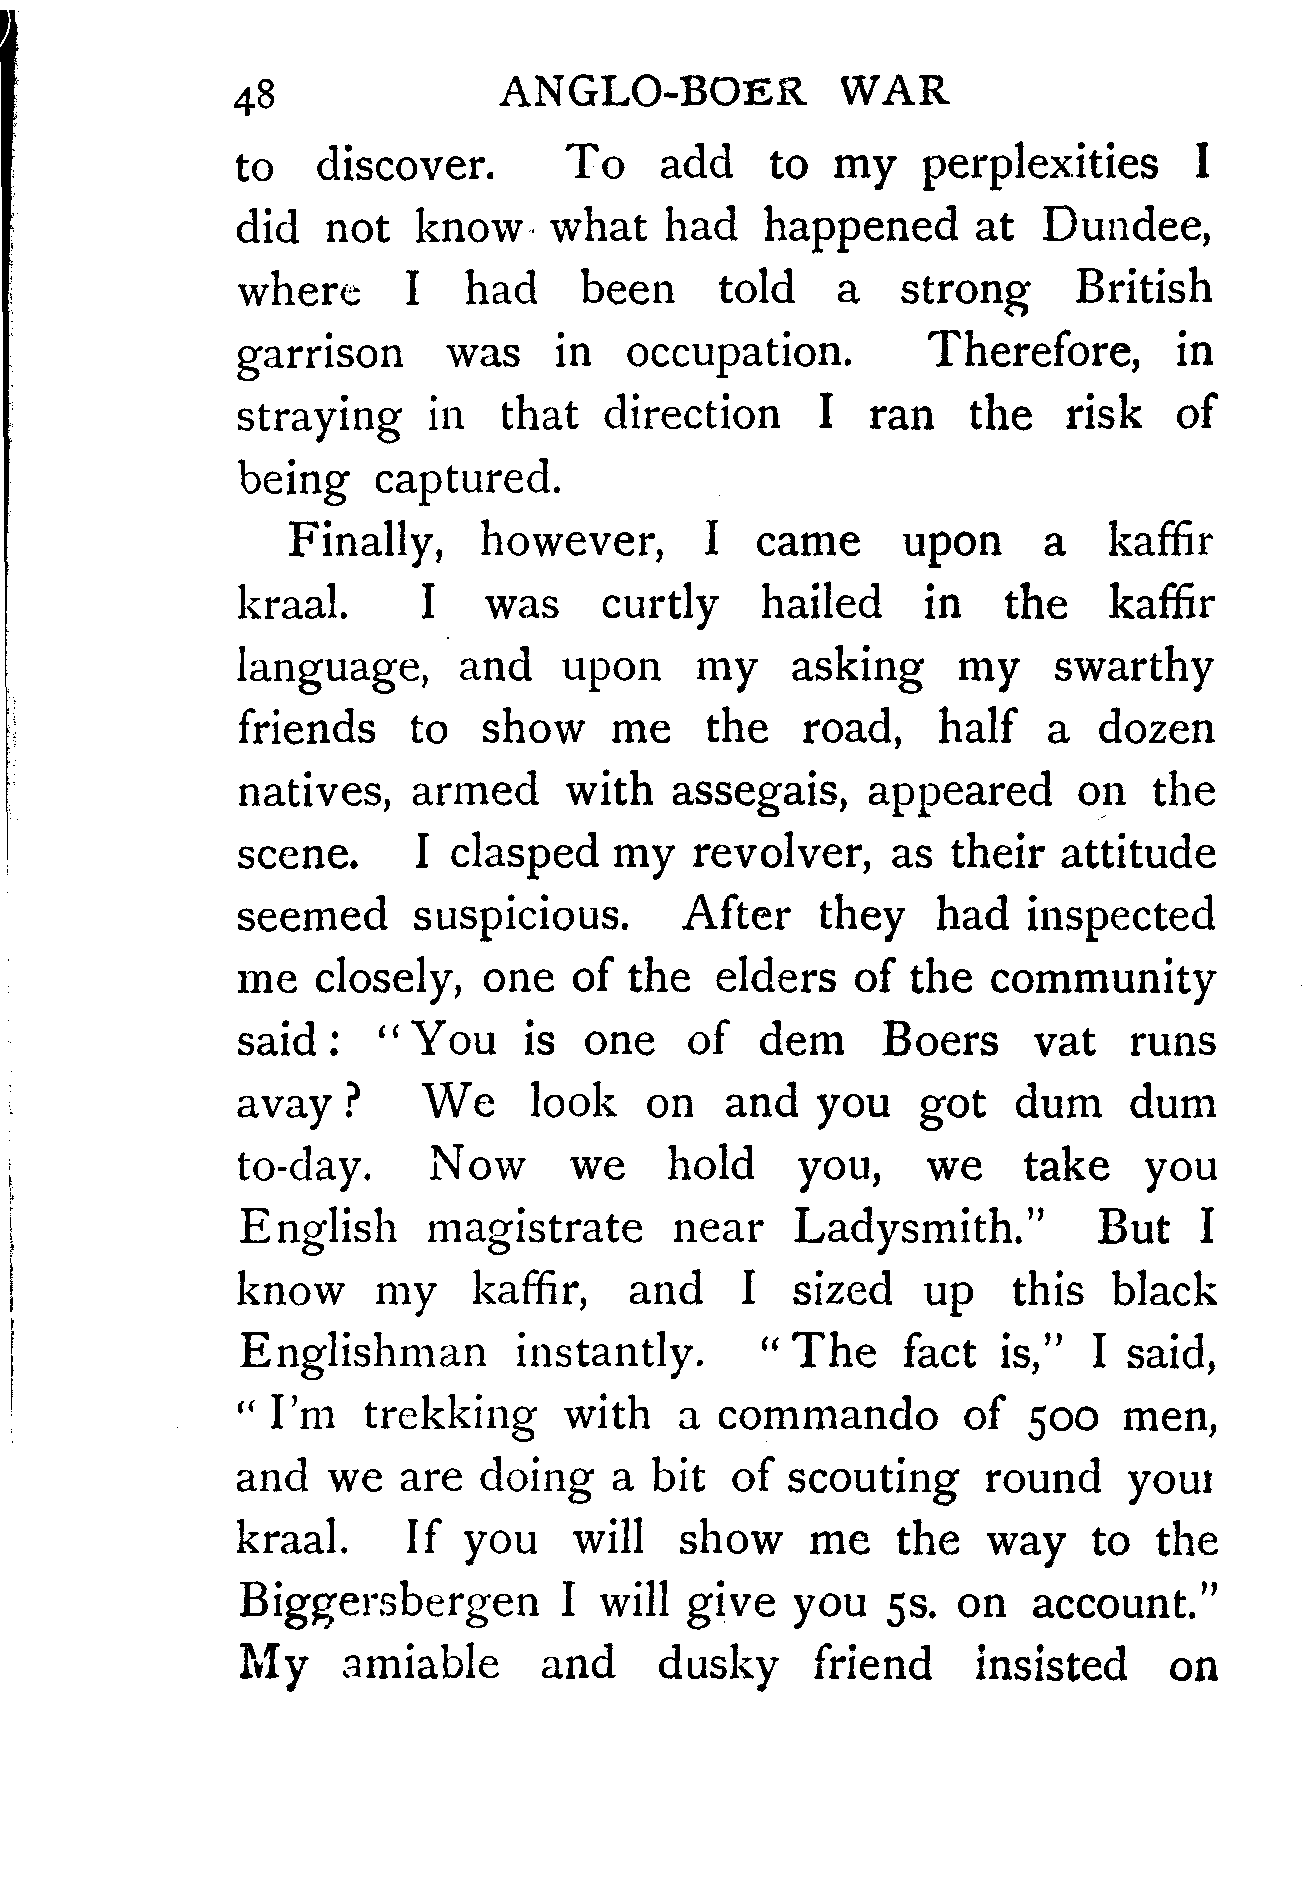 48 ANGLO-BOER WAR
to discover. To add to my perplexities I
did not know what had happened at Dundee,
where I had been told a strong British
garrison was in occupation. Therefore, in
straying in that direction I ran the risk of
being captured.
Finally, however, I came upon a kaffir
kraal. I was curtly hailed in the kaffir
language, and upon my asking my swarthy
friends to show me the road, half a dozen
natives, armed with assegais, appeared on the
scene. I clasped my revolver, as their attitude
seemed suspicious. After they had inspected
me closely, one of the elders of the community
said : "You is one of dem Boers vat runs
avay ? We look on and you got dum dum
to-day. Now we hold you, we take you
English magistrate near Ladysmith." But I
know my kaffir, and I sized up this black
Englishman instantly. "The fact is," I said,
"I'm trekking with a commando of 500 men,
and we are doing a bit of scouting round your
kraal. If you will show me the way to the
Biggersbergen I will give you 5s. on account."
My amiable and dusky friend insisted on